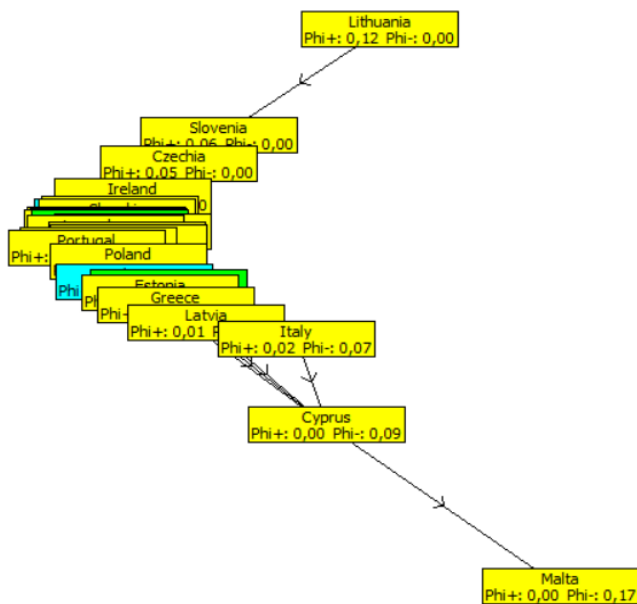 Lithuania
Phi+: 0,12 Phi-: 0,00
Slovenia
Phi+: 0,06 Phi-: 0,00
Czechia
Phi+: 0,05 Phi-: 0,00
Ireland
0
Portugal
Phi+:
Poland
Phi
Estonia
Greece
Latvia
Phi+: 0,01
Italy
Phi+: 0,02 Phi-: 0,07
Cyprus
Phi+: 0,00 Phi-: 0,09
Malta
Phi+: 0,00 Phi-: 0,17